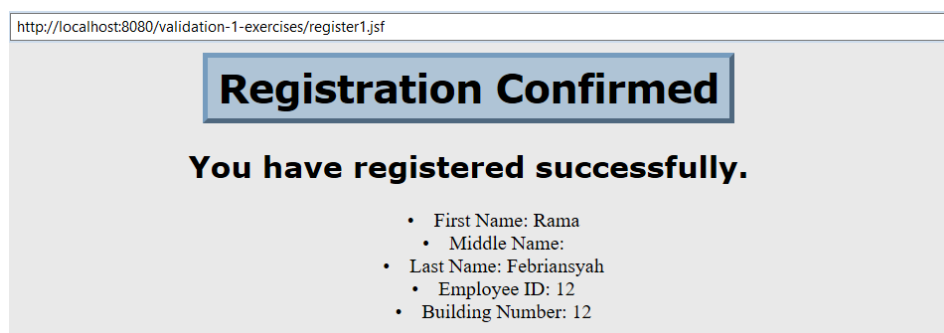 http://localhost:8080/validation-1-exercises/register1.jsf
Registration Confirmed
You have registered successfully.
• First Name: Rama
• Middle Name:
• Last Name: Febriansyah
• Employee ID: 12
• Building Number: 12